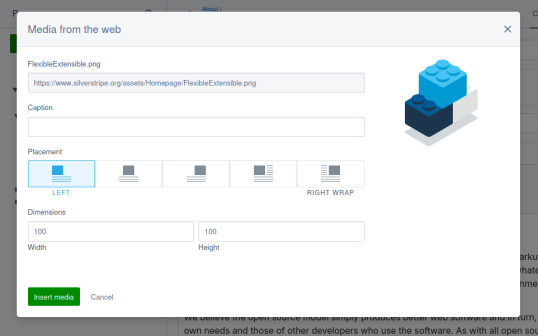 About /
Media from the web
FlexibleExtensible.png
https://www.silverstripe.org/assets/Homepage/FlexibleExtensible.png
Caption
Placement
LEFT
RIGHT WRAP
Dimensions
100
100
Width
Height
Insert media
Cancel
We believe the open source model simply produces better web software and in turn,
own needs and those of other developers who use the software. As with all open sou